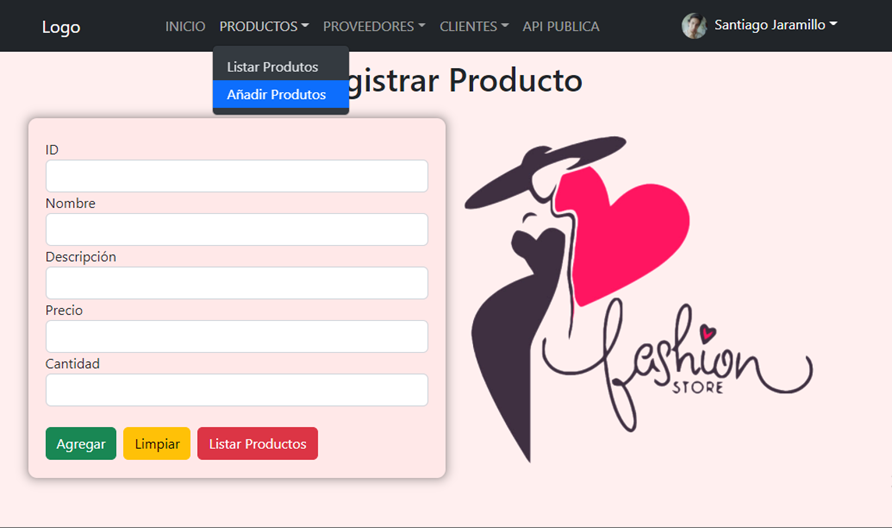 Logo INICIO PRODUCTOS PROVEEDORES CLIENTES API PUBLICA Santiago Jaramillo
Listar Produtos
Añadir Produtos
gistrar Producto
ID
Nombre
Descripción
Precio
Cantidad
Agregar Limpiar Listar Productos
fashion
STORE